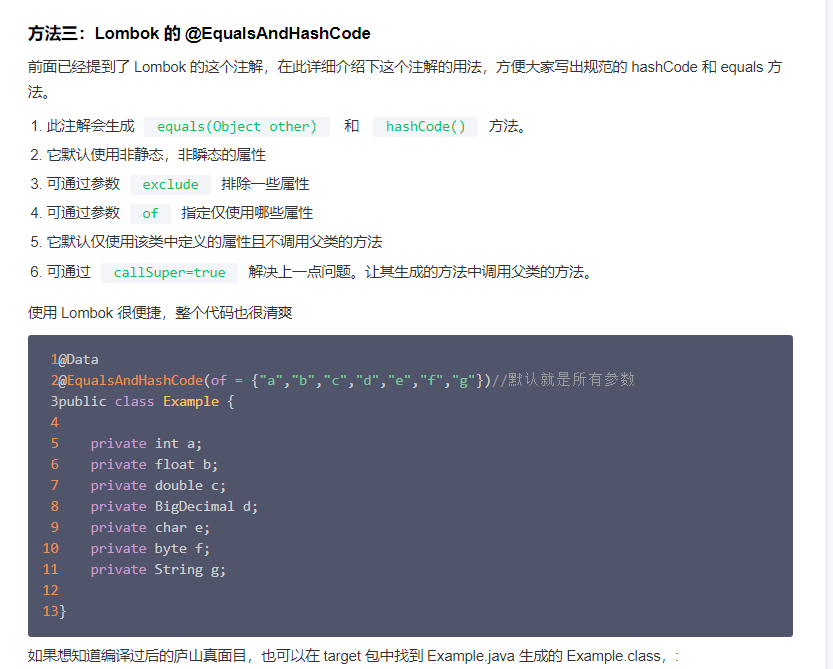 方法三：Lombok 的 @EqualsAndHashCode
前面已经提到了 Lombok 的这个注解，在此详细介绍下这个注解的用法，方便大家写出规范的 hashCode 和 equals 方
法。
1. 此注解会生成 equals(Object other) 和 hashCode() 方法。
2. 它默认使用非静态，非瞬态的属性
3. 可通过参数 exclude 排除一些属性
4. 可通过参数 of 指定仅使用哪些属性
5. 它默认仅使用该类中定义的属性且不调用父类的方法
6. 可通过 callSuper=true 解决上一点问题。让其生成的方法中调用父类的方法。
使用 Lombok 很便捷，整个代码也很清爽
1@Data
2@EqualsAndHashCode(of = {"a","b","c","d","e","f","g"})//默认就是所有参数
3public class Example {
4
5    private int a;
6    private float b;
7    private double c;
8    private BigDecimal d;
9    private char e;
10    private byte f;
11    private String g;
12
13}
如果想知道编译过后的庐山真面目，也可以在 target 包中找到 Example.java 生成的 Example.class，: